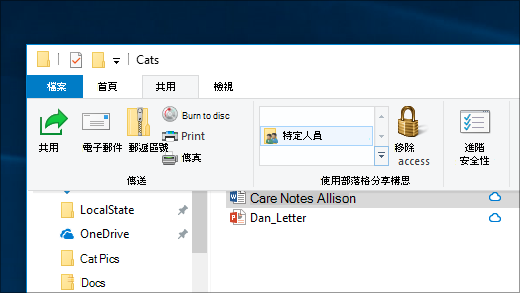 Cats
檔案 首頁 共用 檢視
共用 電子郵件 郵遞區號 Burn to disc
Print
傳真
傳送
特定人員
移除 access
使用部落格分享構思
進階 安全性
LocalState
OneDrive
Cat Pics
Docs
Care Notes Allison
Dan_Letter